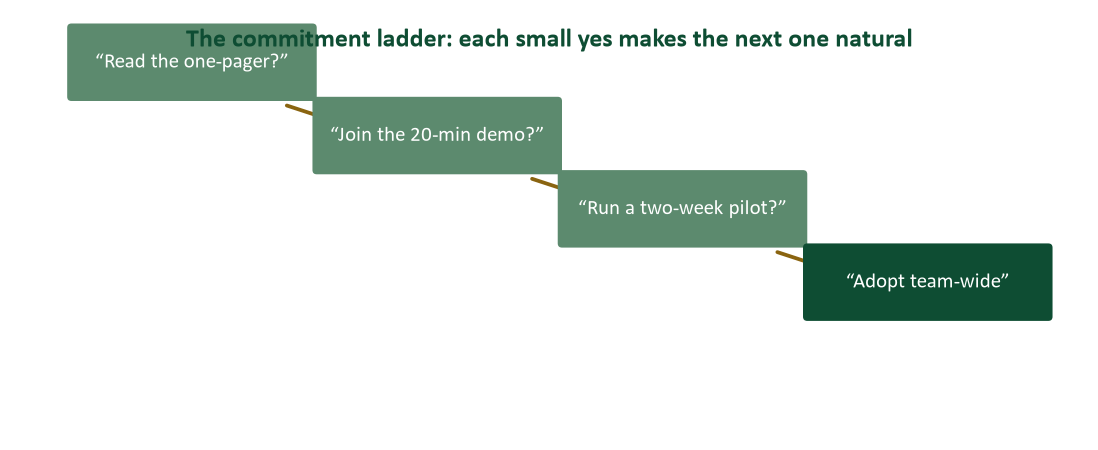 The commitment ladder: each small yes makes the next one natural
“Read the one-pager?”
“Join the 20-min demo?”
“Run a two-week pilot?”
“Adopt team-wide”